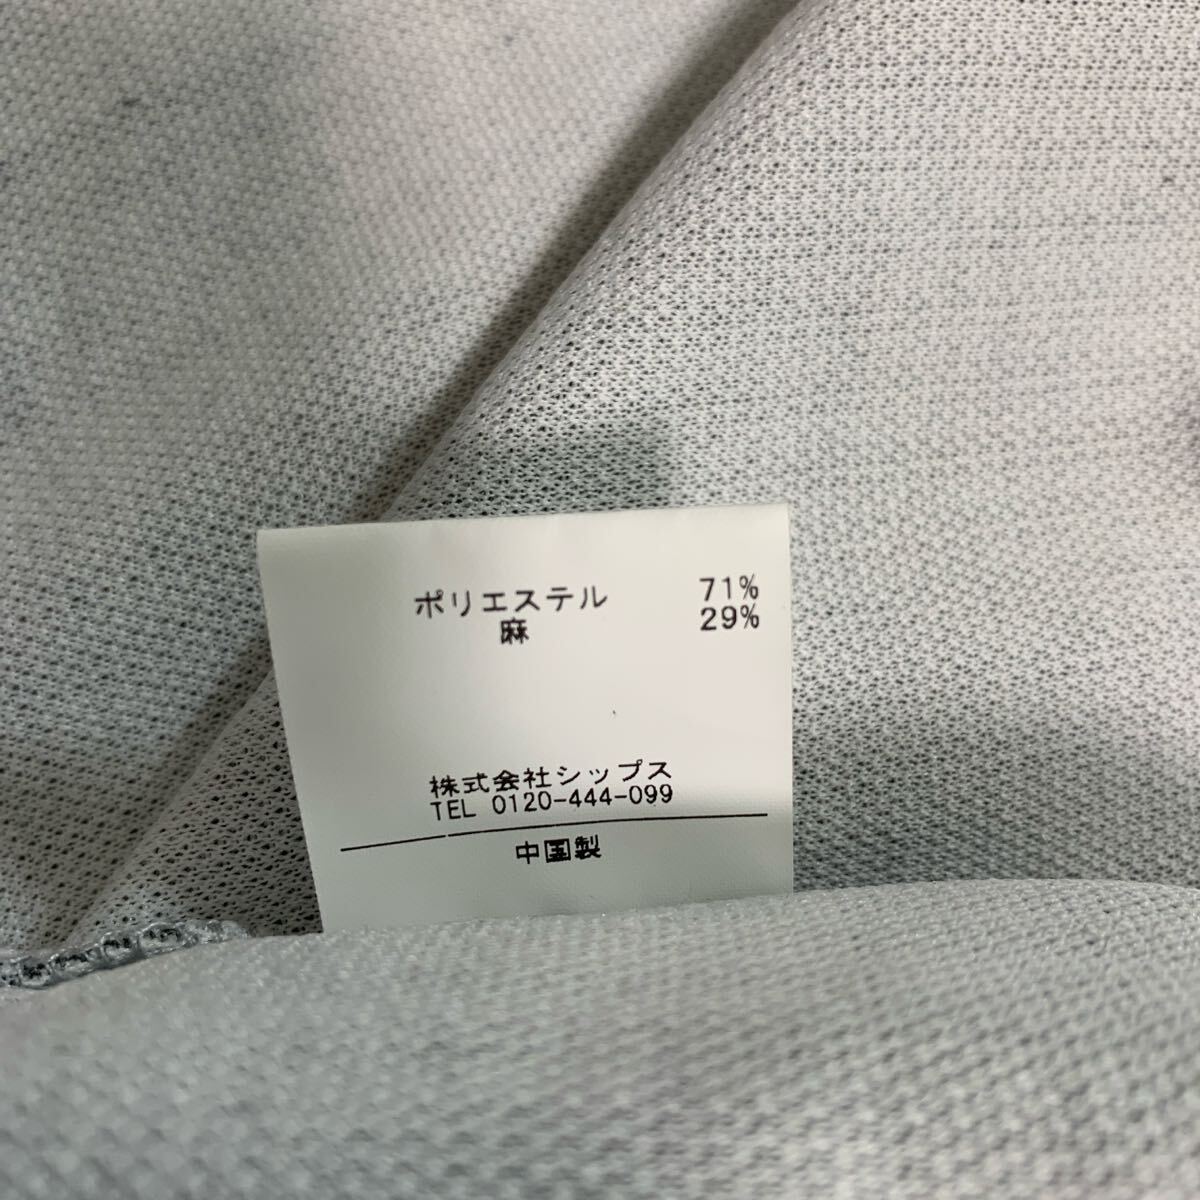 ポリエステル 71%
麻 29%
株式会社シップス
TEL 0120-444-099
中国製